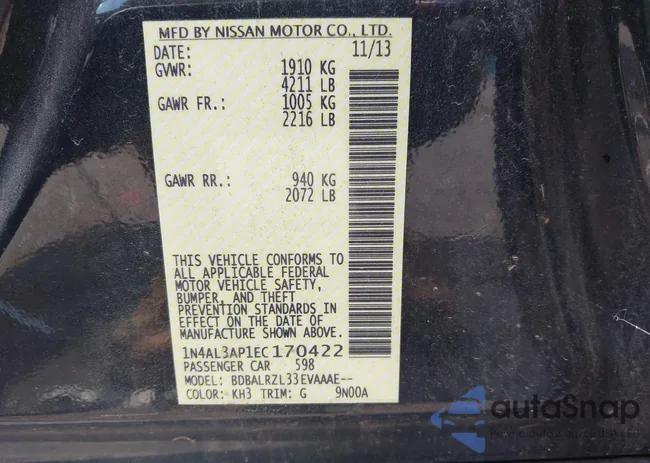 MFD BY NISSAN MOTOR CO., LTD.
DATE: 11/13
GVWR: 1910 KG
4211 LB
GAWR FR.: 1005 KG
2216 LB
GAWR RR.: 940 KG
2072 LB
THIS VEHICLE CONFORMS TO
ALL APPLICABLE FEDERAL
MOTOR VEHICLE SAFETY,
BUMPER, AND THEFT
PREVENTION STANDARDS IN
EFFECT ON THE DATE OF
MANUFACTURE SHOWN ABOVE.
1N4AL3AP1EC170422
PASSENGER CAR 598
MODEL: BDBALRZL33EVAAAE--
COLOR: KH3 TRIM: G 9N00A
autaSnap